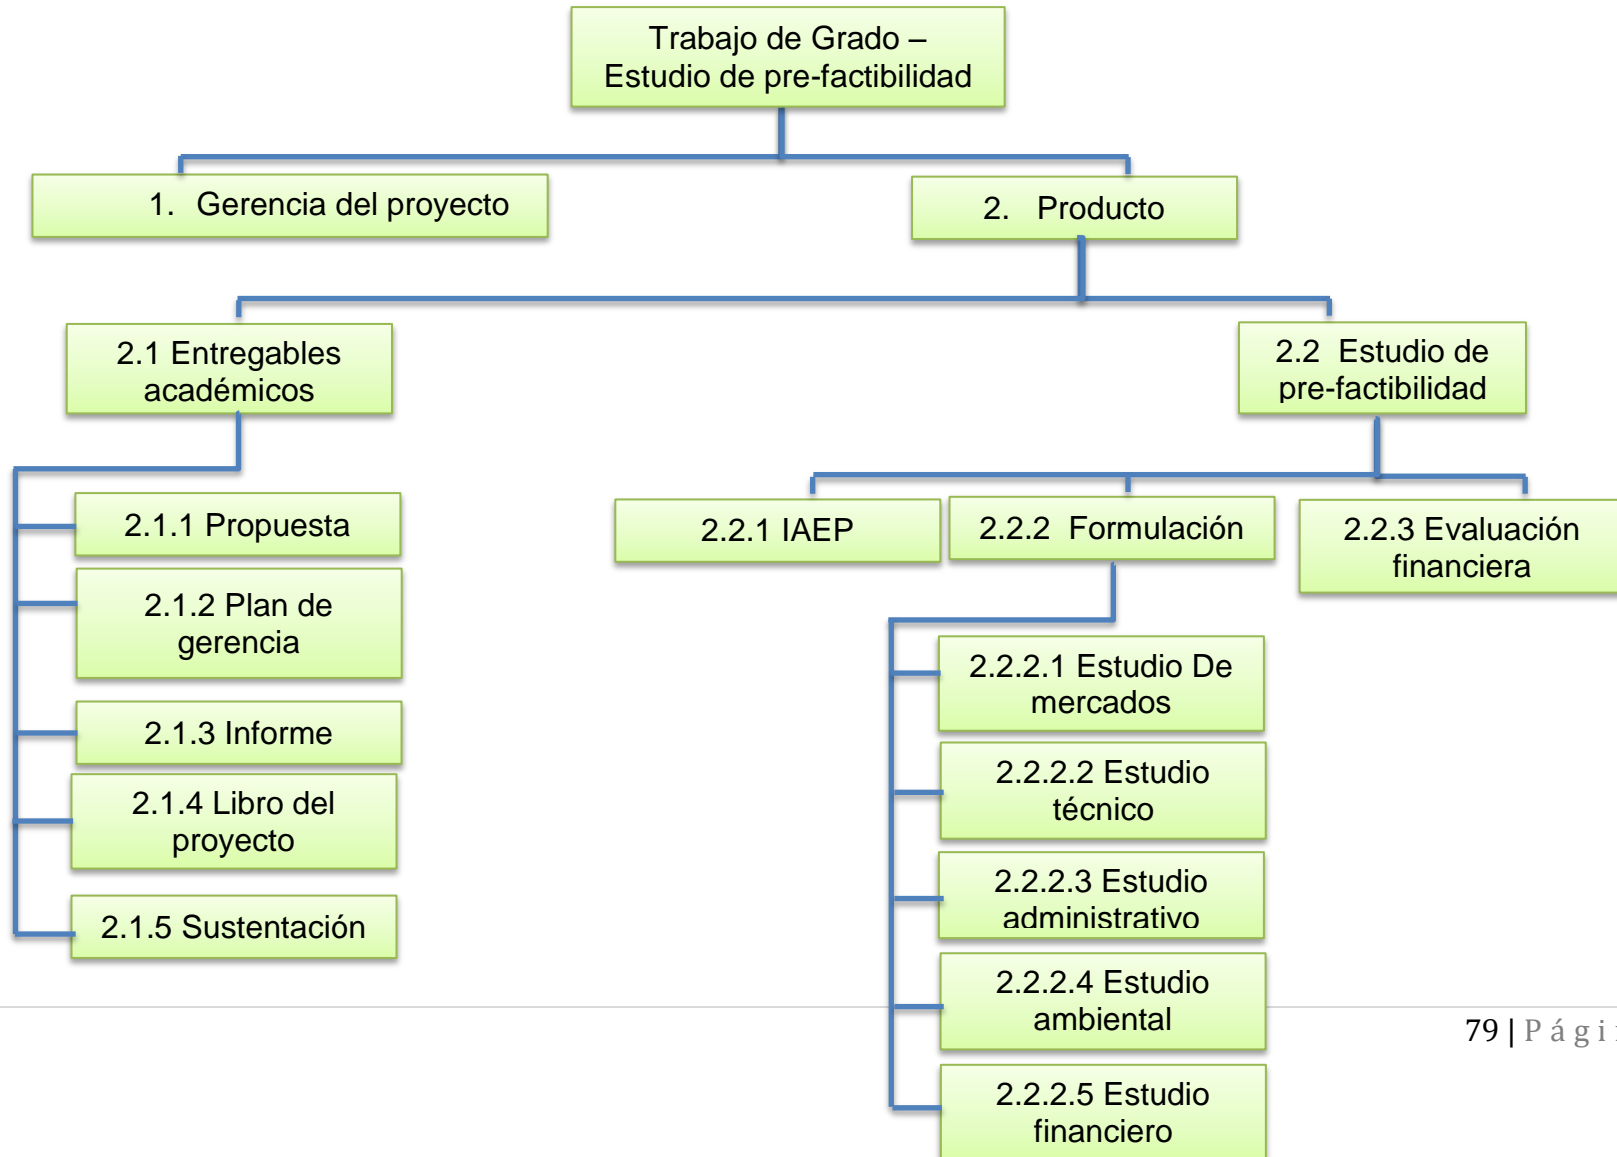 Trabajo de Grado –
Estudio de pre-factibilidad
1. Gerencia del proyecto
2. Producto
2.1 Entregables
académicos
2.2 Estudio de
pre-factibilidad
2.1.1 Propuesta
2.1.2 Plan de
gerencia
2.1.3 Informe
2.1.4 Libro del
proyecto
2.1.5 Sustentación
2.2.1 IAEP
2.2.2 Formulación
2.2.3 Evaluación
financiera
2.2.2.1 Estudio De
mercados
2.2.2.2 Estudio
técnico
2.2.2.3 Estudio
administrativo
2.2.2.4 Estudio
ambiental
2.2.2.5 Estudio
financiero
79 |